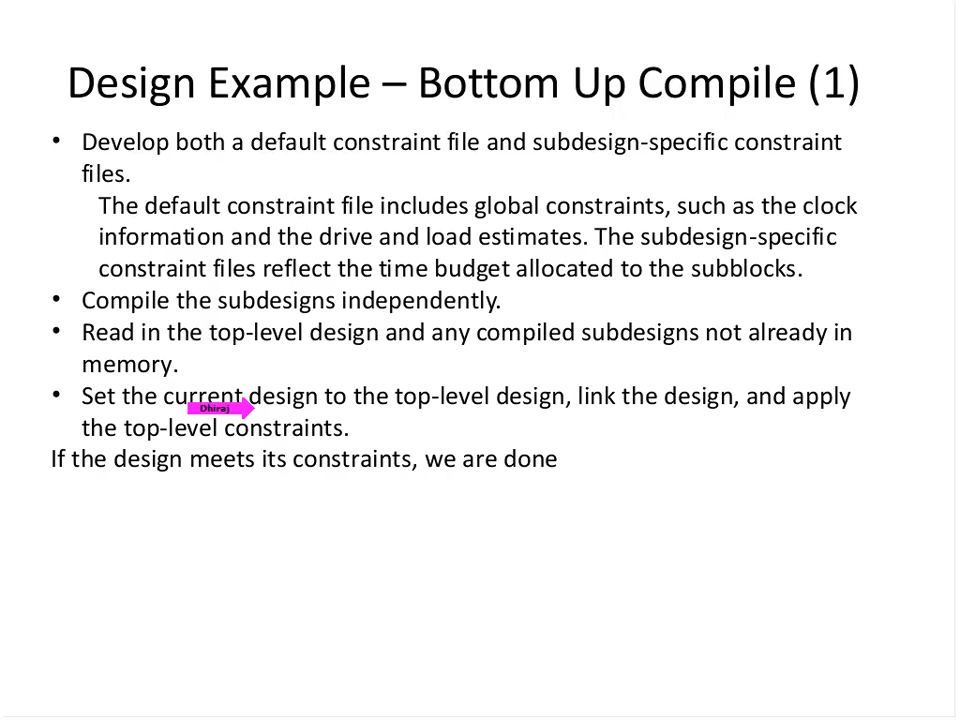 Design Example – Bottom Up Compile (1)
• Develop both a default constraint file and subdesign-specific constraint
files.
The default constraint file includes global constraints, such as the clock
information and the drive and load estimates. The subdesign-specific
constraint files reflect the time budget allocated to the subblocks.
• Compile the subdesigns independently.
• Read in the top-level design and any compiled subdesigns not already in
memory.
• Set the current design to the top-level design, link the design, and apply
Dhiraj
the top-level constraints.
If the design meets its constraints, we are done